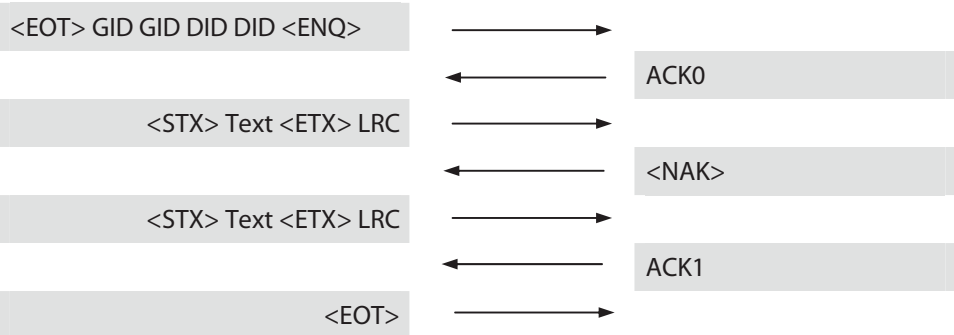 <EOT> GID GID DID DID <ENQ>
ACK0
<STX> Text <ETX> LRC
<NAK>
<STX> Text <ETX> LRC
ACK1
<EOT>